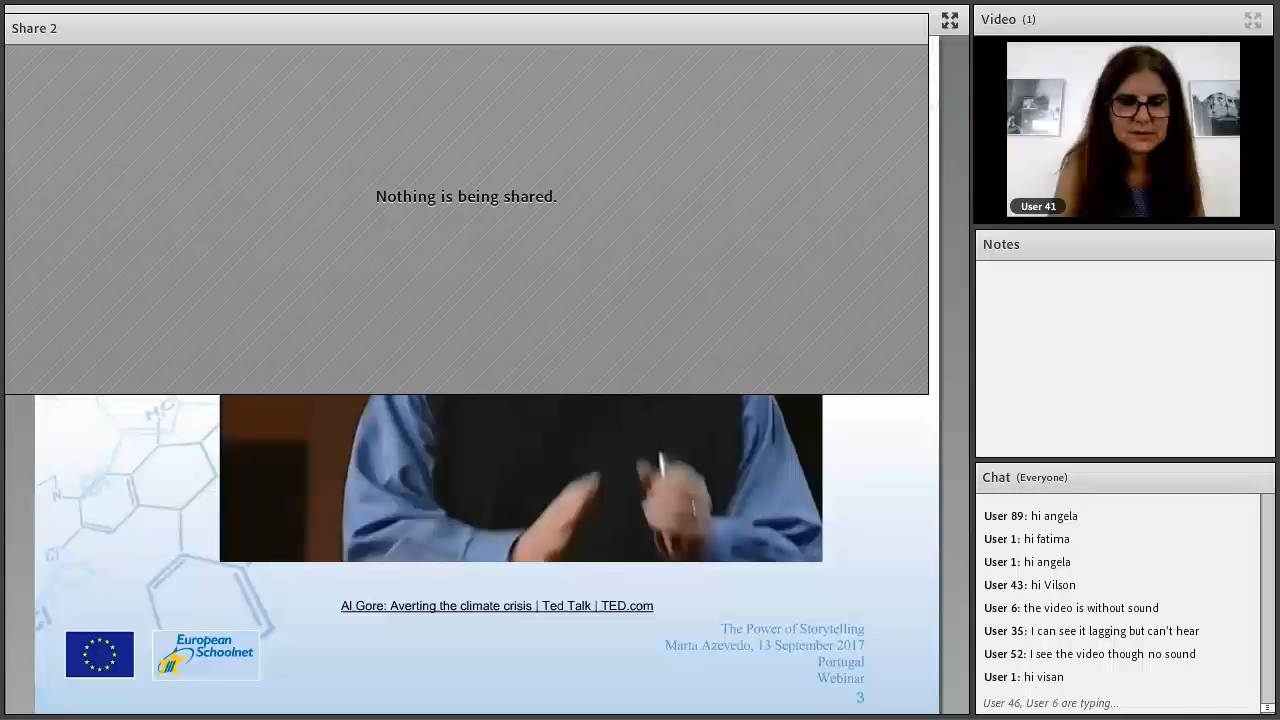 Share 2
Nothing is being shared.
Al Gore: Averting the climate crisis | Ted Talk | TED.com
European
Schoolnet
The Power of Storytelling
Marta Azevedo, 13 September 2017
Portugal
Webinar
3
Video (1)
User 41
Notes
Chat (Everyone)
User 89: hi angela
User 1: hi fatima
User 1: hi angela
User 43: hi Vilson
User 6: the video is without sound
User 35: I can see it lagging but can't hear
User 52: I see the video though no sound
User 1: hi visan
User 46, User 6 are typing...
H₃C
N
Cl